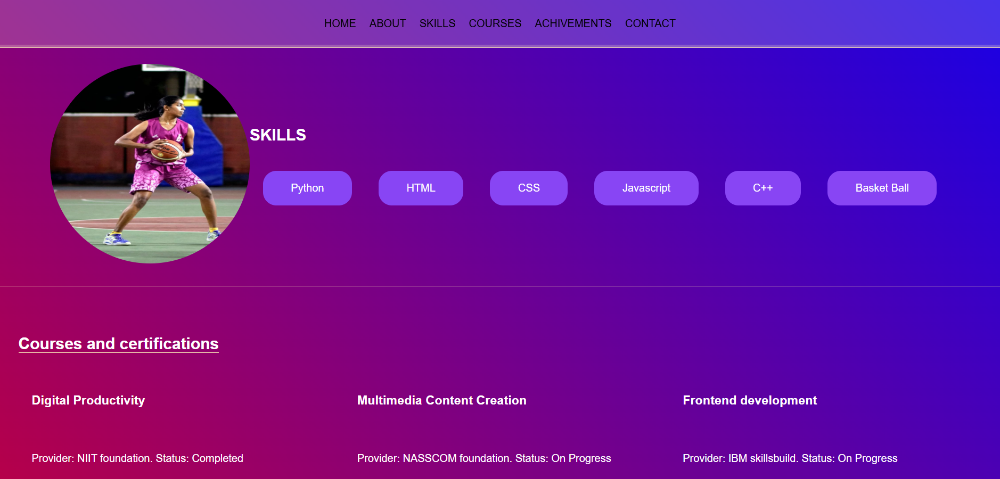 HOME ABOUT SKILLS COURSES ACHIVEMENTS CONTACT
SKILLS
Python HTML CSS Javascript C++ Basket Ball
Courses and certifications
Digital Productivity Multimedia Content Creation Frontend development
Provider: NIIT foundation. Status: Completed Provider: NASSCOM foundation. Status: On Progress Provider: IBM skillsbuild. Status: On Progress